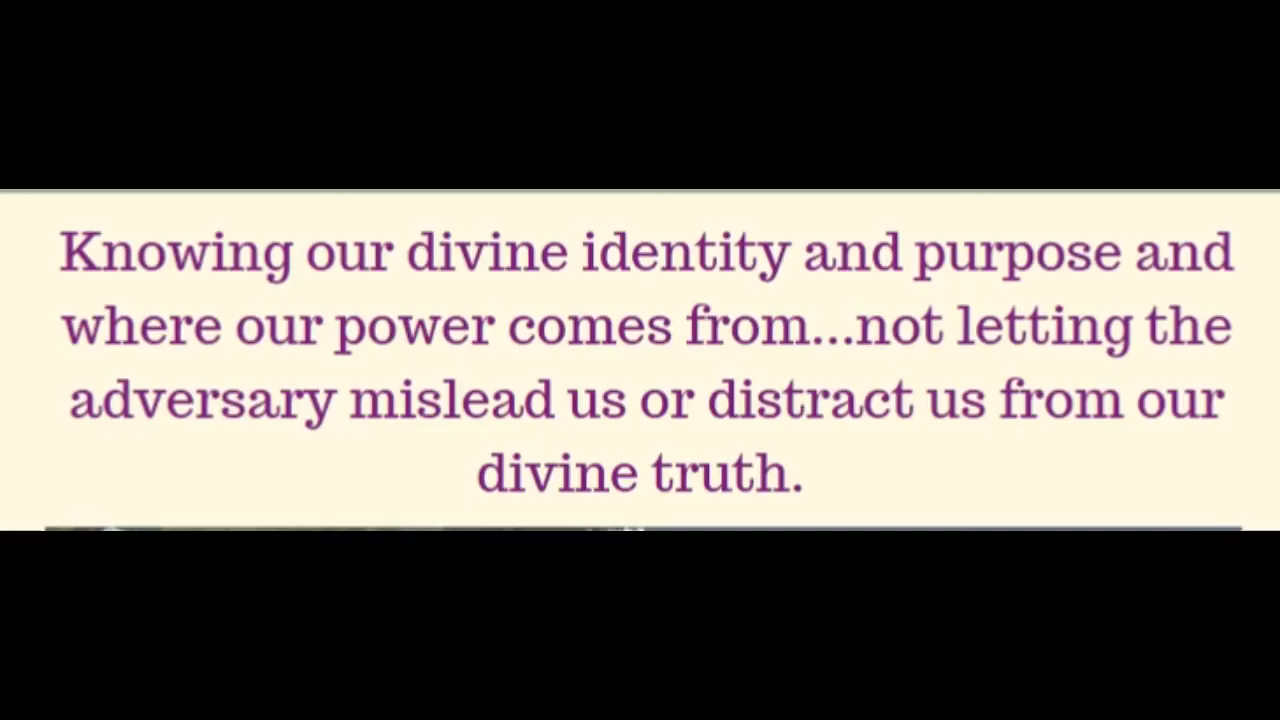 Knowing our divine identity and purpose and
where our power comes from...not letting the
adversary mislead us or distract us from our
divine truth.